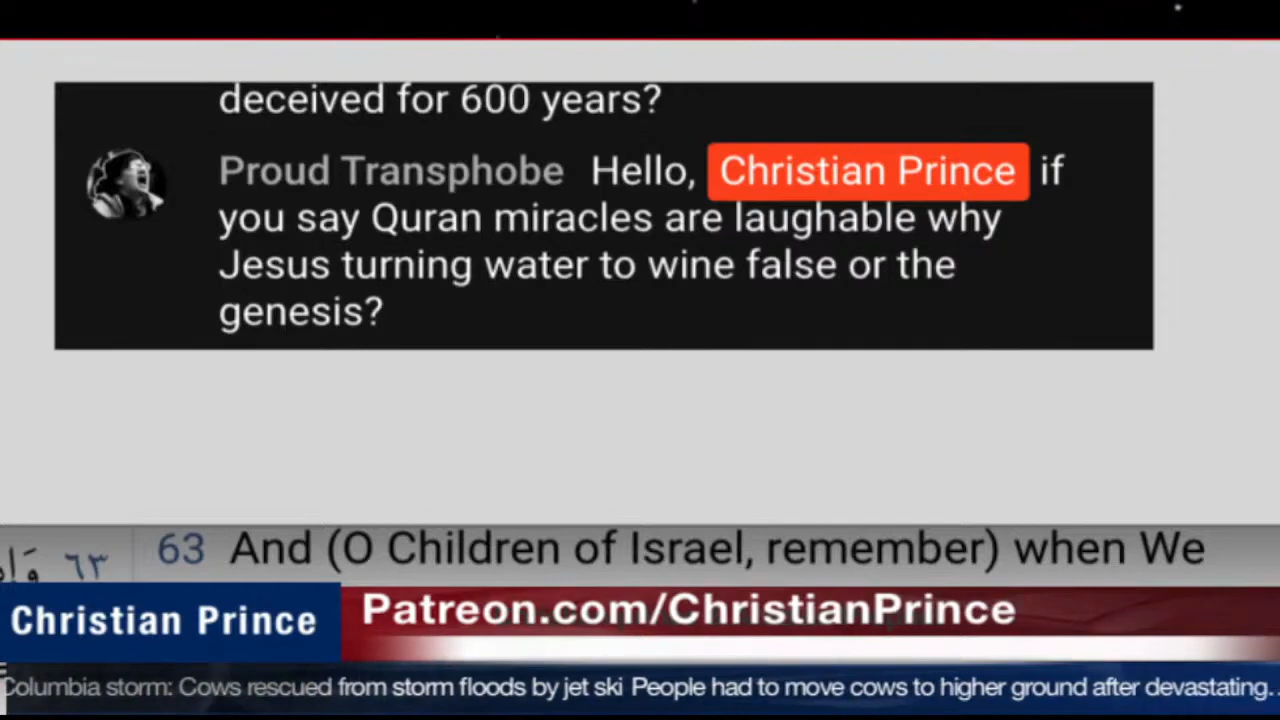 deceived for 600 years?
Proud Transphobe Hello, Christian Prince if
you say Quran miracles are laughable why
Jesus turning water to wine false or the
genesis?
٦٣ 63 And (O Children of Israel, remember) when We
Christian Prince
Patreon.com/ChristianPrince
Columbia storm: Cows rescued from storm floods by jet ski People had to move cows to higher ground after devastating...